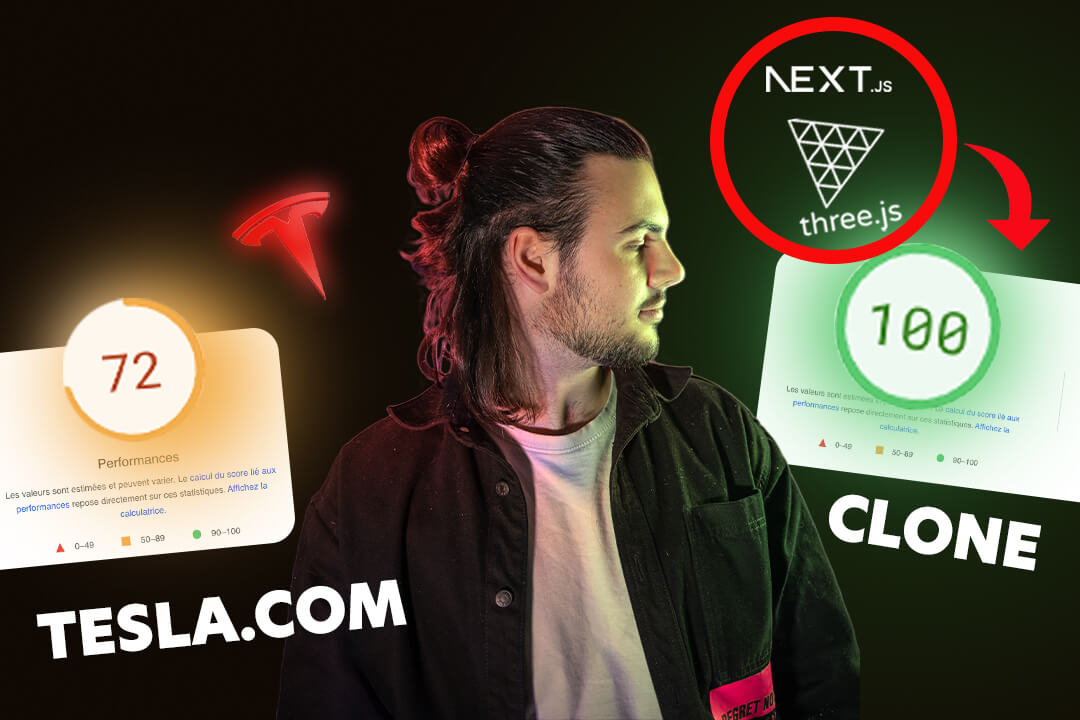 NEXT.JS
three.js
72
Performances
Les valeurs sont estimées et peuvent varier. Le calcul du score lié aux
performances repose directement sur ces statistiques. Affichez la
calculatrice.
0–49 50–89 90–100
TESLA.COM
100
Les valeurs sont estimées Le calcul du score lié aux
performances repose directement sur ces statistiques. Affichez la
calculatrice.
0–49 50–89 90–100
CLONE